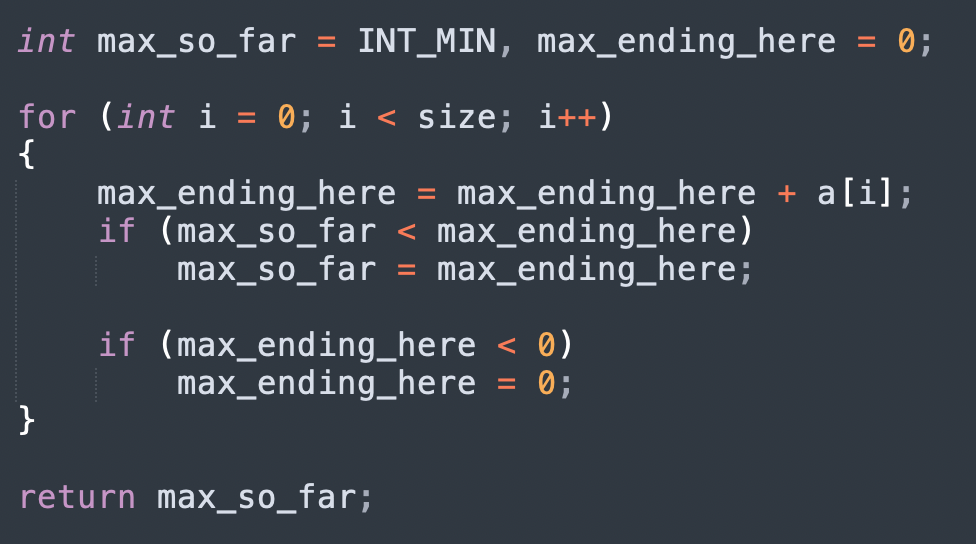 int max_so_far = INT_MIN, max_ending_here = 0;
for (int i = 0; i < size; i++)
{
    max_ending_here = max_ending_here + a[i];
    if (max_so_far < max_ending_here)
        max_so_far = max_ending_here;
    if (max_ending_here < 0)
        max_ending_here = 0;
}
return max_so_far;